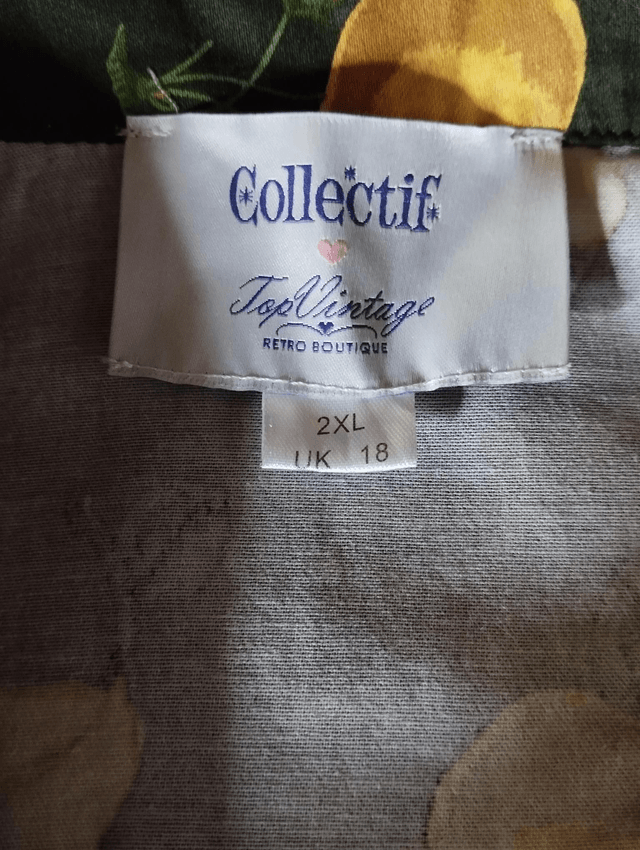 Collectif
TopVintage
RETRO BOUTIQUE
2XL
UK 18